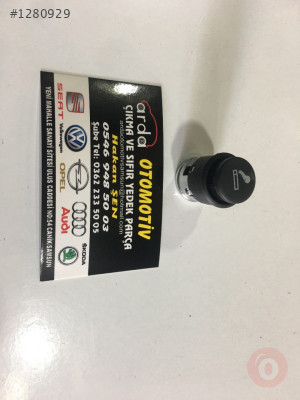 #1280929
arda
OTOMOTİV
ÇIKMA VE SIFIR YEDEK PARÇA
Hakan ŞEN
0546 948 50 03
Şube Tel: 0362 233 50 05
SEAT
Volkswagen
OPEL
Audi
ŠKODA
YENİ MAHALLE SANAYİ SİTESİ ULUS CADDESİ NO:54 CANİK/SAMSUN